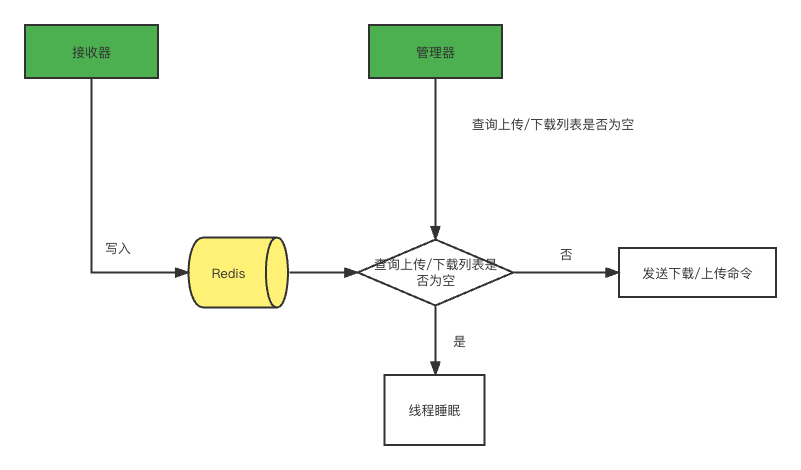 接收器
管理器
查询上传/下载列表是否为空
写入
Redis
查询上传/下载列表是
否为空
否
发送下载/上传命令
是
线程睡眠